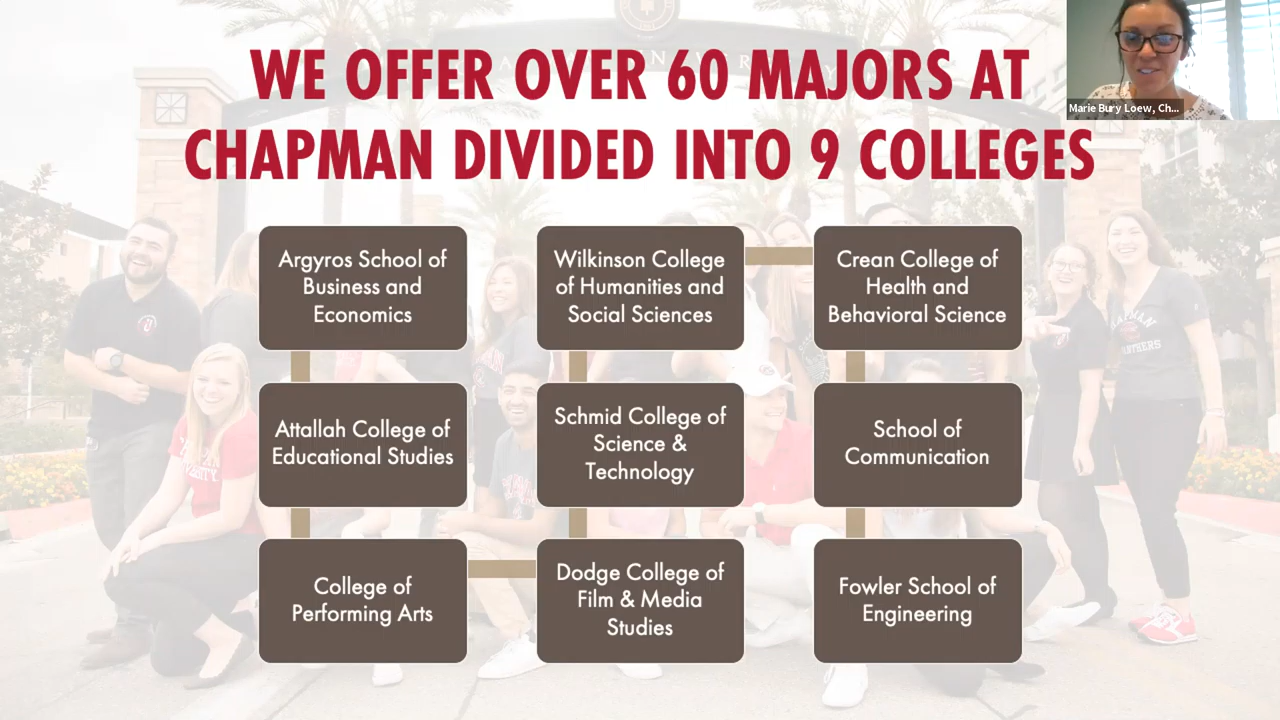 WE OFFER OVER 60 MAJORS AT
CHAPMAN DIVIDED INTO 9 COLLEGES
Marie Bury Loew, Ch...
Argyros School of
Business and
Economics
Wilkinson College
of Humanities and
Social Sciences
Crean College of
Health and
Behavioral Science
Attallah College of
Educational Studies
Schmid College of
Science &
Technology
School of
Communication
College of
Performing Arts
Dodge College of
Film & Media
Studies
Fowler School of
Engineering
CHAPMAN
PANTHERS